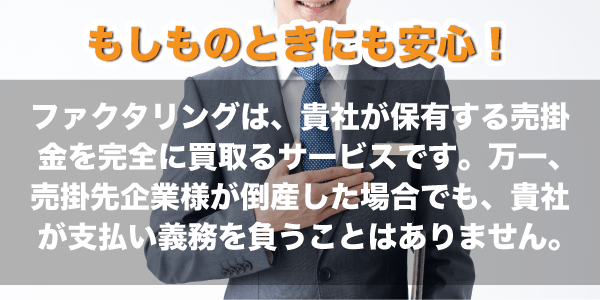 もしものときにも安心！
ファクタリングは、貴社が保有する売掛
金を完全に買取るサービスです。万一、
売掛先企業様が倒産した場合でも、貴社
が支払い義務を負うことはありません。